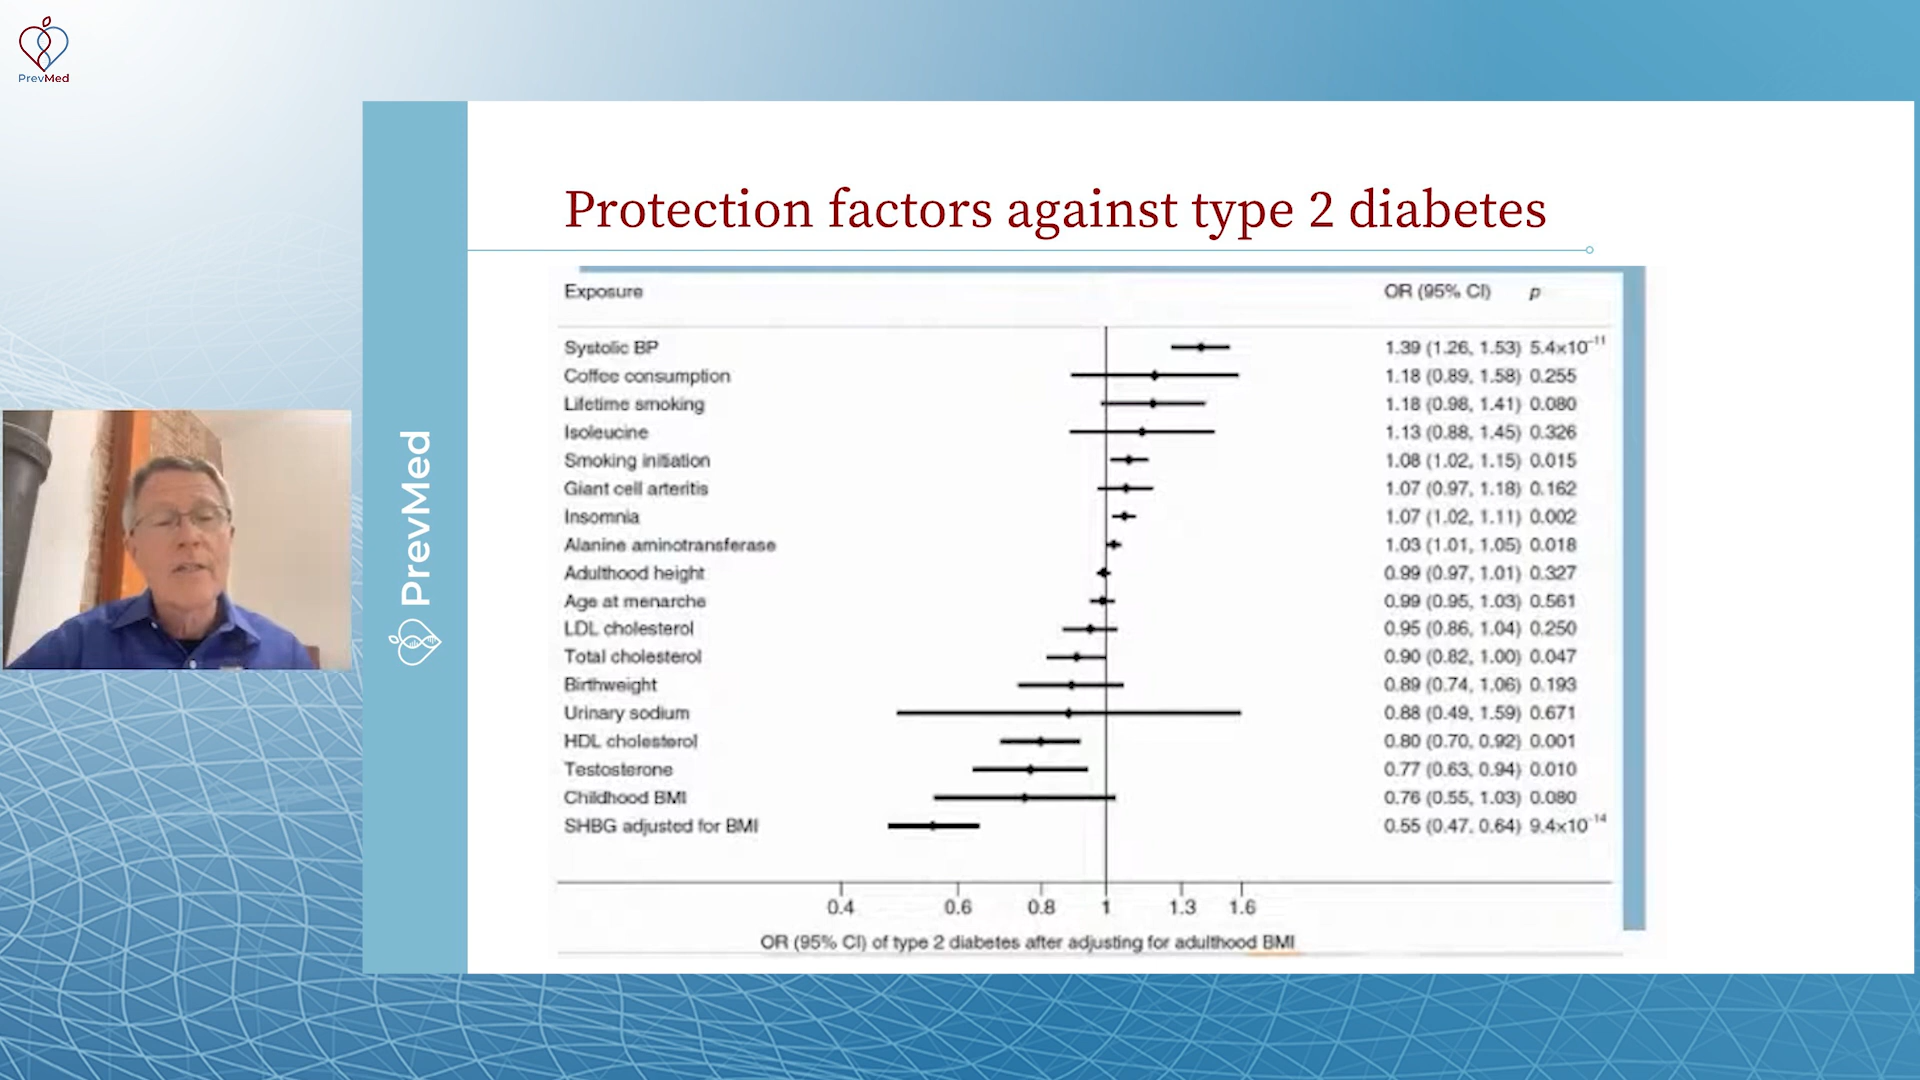 PrevMed
PrevMed
Protection factors against type 2 diabetes
Exposure OR (95% CI) p
Systolic BP 1.39 (1.26, 1.53) 5.4×10⁻¹¹
Coffee consumption 1.18 (0.89, 1.58) 0.255
Lifetime smoking 1.18 (0.98, 1.41) 0.080
Isoleucine 1.13 (0.88, 1.45) 0.326
Smoking initiation 1.08 (1.02, 1.15) 0.015
Giant cell arteritis 1.07 (0.97, 1.18) 0.162
Insomnia 1.07 (1.02, 1.11) 0.002
Alanine aminotransferase 1.03 (1.01, 1.05) 0.018
Adulthood height 0.99 (0.97, 1.01) 0.327
Age at menarche 0.99 (0.95, 1.03) 0.561
LDL cholesterol 0.95 (0.86, 1.04) 0.250
Total cholesterol 0.90 (0.82, 1.00) 0.047
Birthweight 0.89 (0.74, 1.06) 0.193
Urinary sodium 0.88 (0.49, 1.59) 0.671
HDL cholesterol 0.80 (0.70, 0.92) 0.001
Testosterone 0.77 (0.63, 0.94) 0.010
Childhood BMI 0.76 (0.55, 1.03) 0.080
SHBG adjusted for BMI 0.55 (0.47, 0.64) 9.4×10⁻¹⁴
0.4 0.6 0.8 1 1.3 1.6
OR (95% CI) of type 2 diabetes after adjusting for adulthood BMI